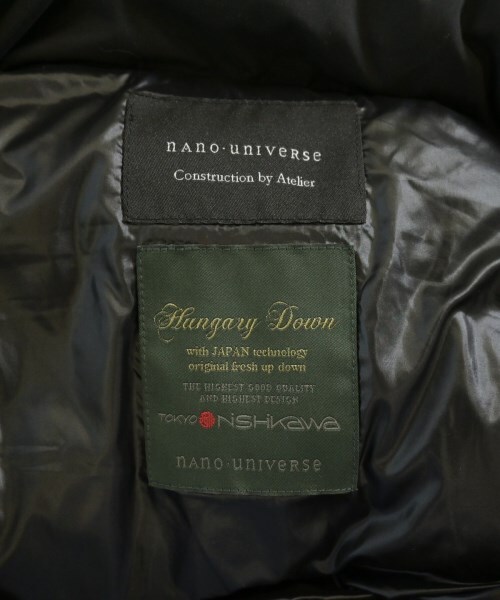 nano·universe
Construction by Atelier
Hungary Down
with JAPAN technology
original fresh up down
THE HIGHEST GOOD QUALITY
AND HIGHEST DESIGN
TOKYO NISHIKAWA
nano·universe